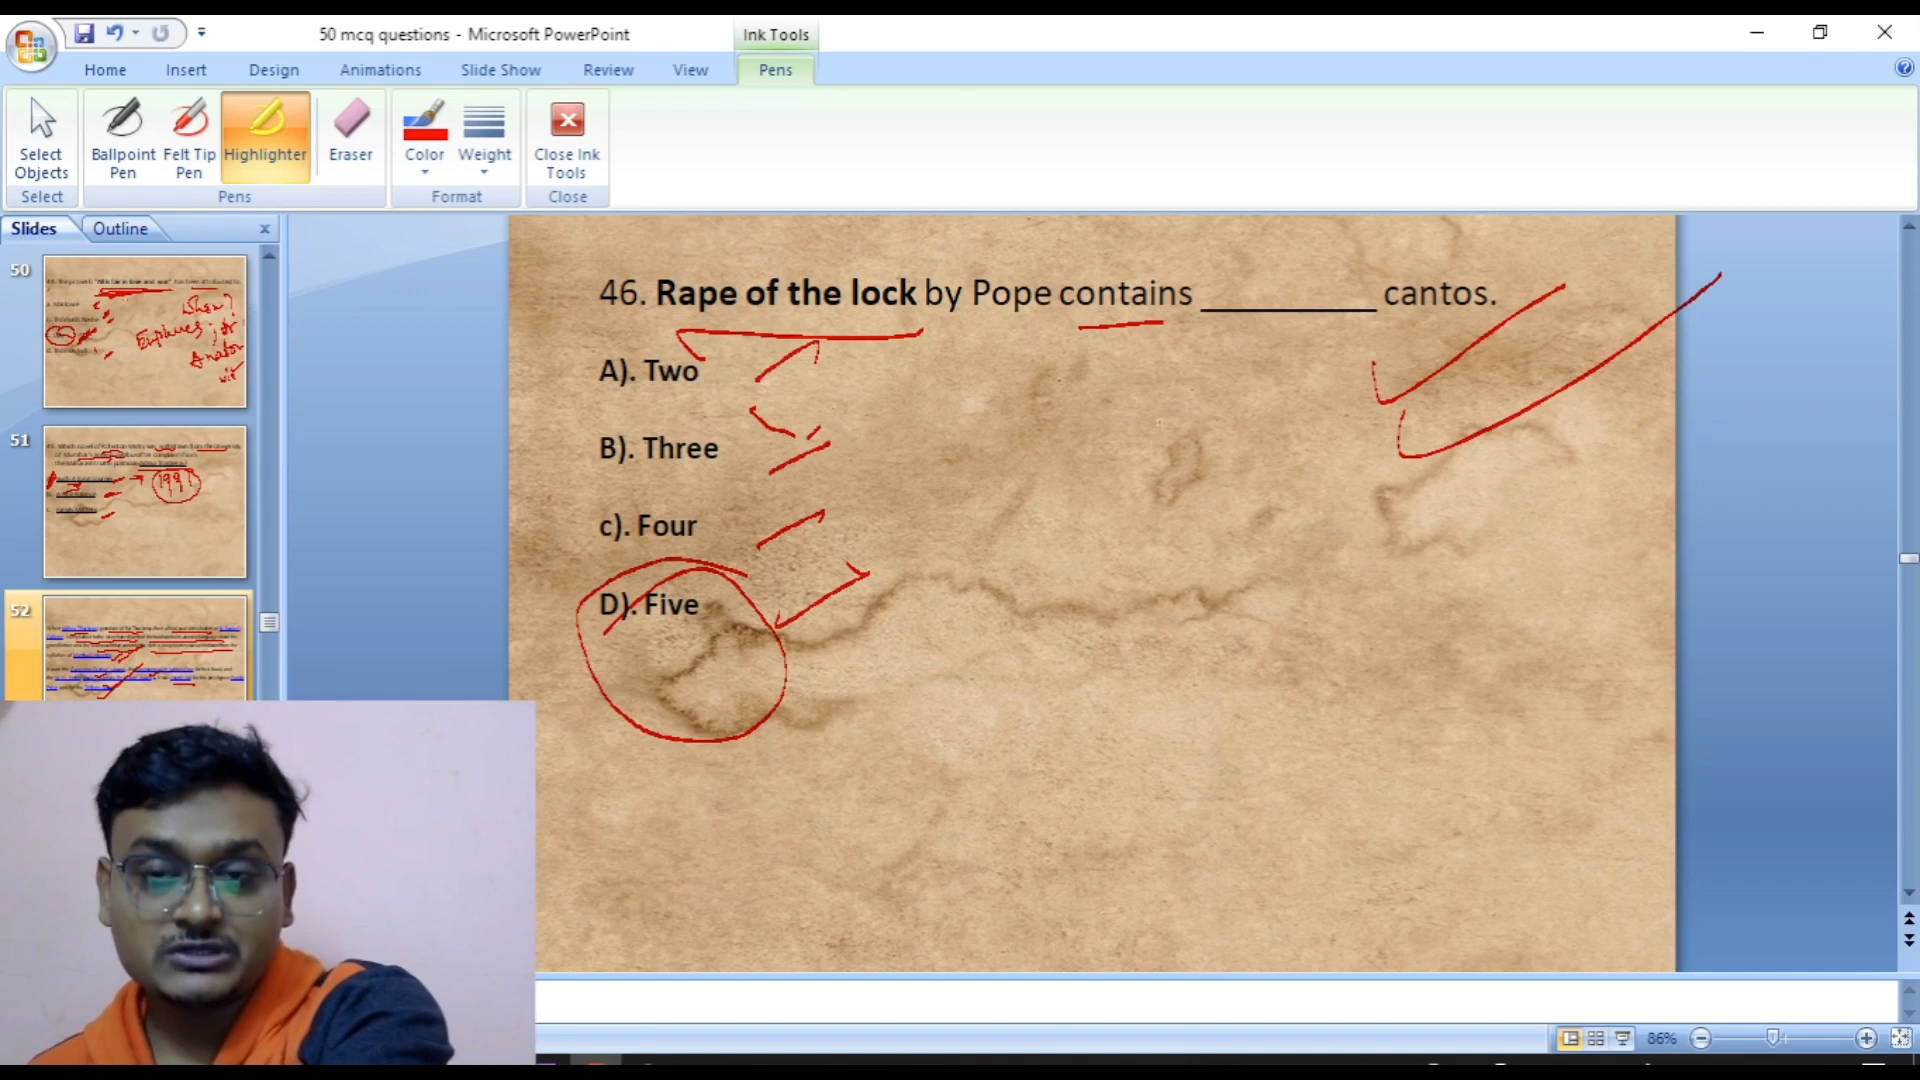 50 mcq questions - Microsoft PowerPoint
Ink Tools
Home Insert Design Animations Slide Show Review View Pens
Select Objects
Ballpoint Pen
Felt Tip Pen
Highlighter
Eraser
Color
Weight
Close Ink Tools
Select
Pens
Format
Close
Slides Outline
50
51
1991
52
46. Rape of the lock by Pope contains __________ cantos.
A). Two
B). Three
c). Four
D). Five
86%